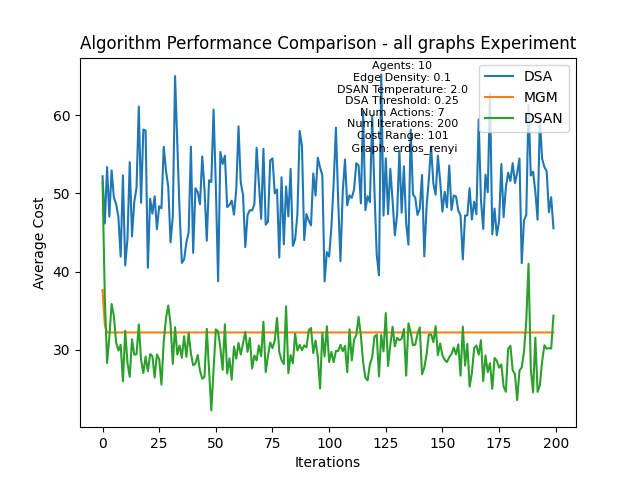 Algorithm Performance Comparison - all graphs Experiment
Agents: 10
Edge Density: 0.1
DSAN Temperature: 2.0
DSA Threshold: 0.25
Num Actions: 7
Num Iterations: 200
Cost Range: 101
Graph: erdos_renyi
DSA
MGM
DSAN
Average Cost
60
50
40
30
0
25
50
75
100
125
150
175
200
Iterations